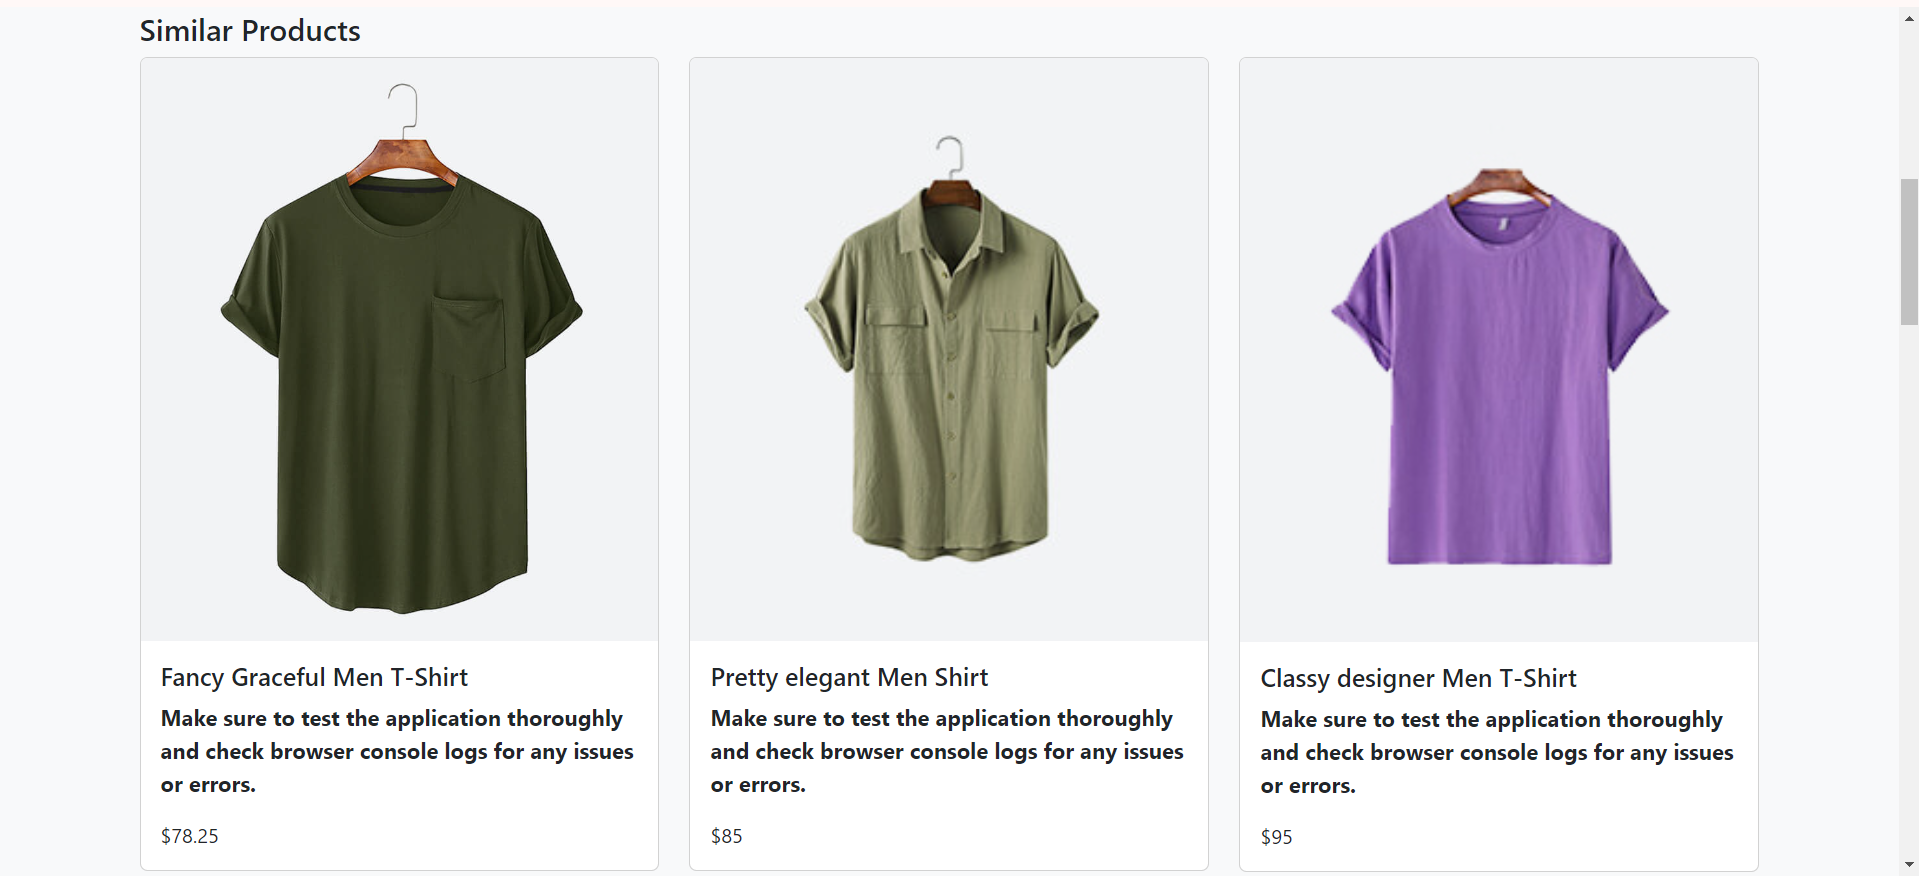 Similar Products
Fancy Graceful Men T-Shirt
Make sure to test the application thoroughly
and check browser console logs for any issues
or errors.
$78.25
Pretty elegant Men Shirt
Make sure to test the application thoroughly
and check browser console logs for any issues
or errors.
$85
Classy designer Men T-Shirt
Make sure to test the application thoroughly
and check browser console logs for any issues
or errors.
$95